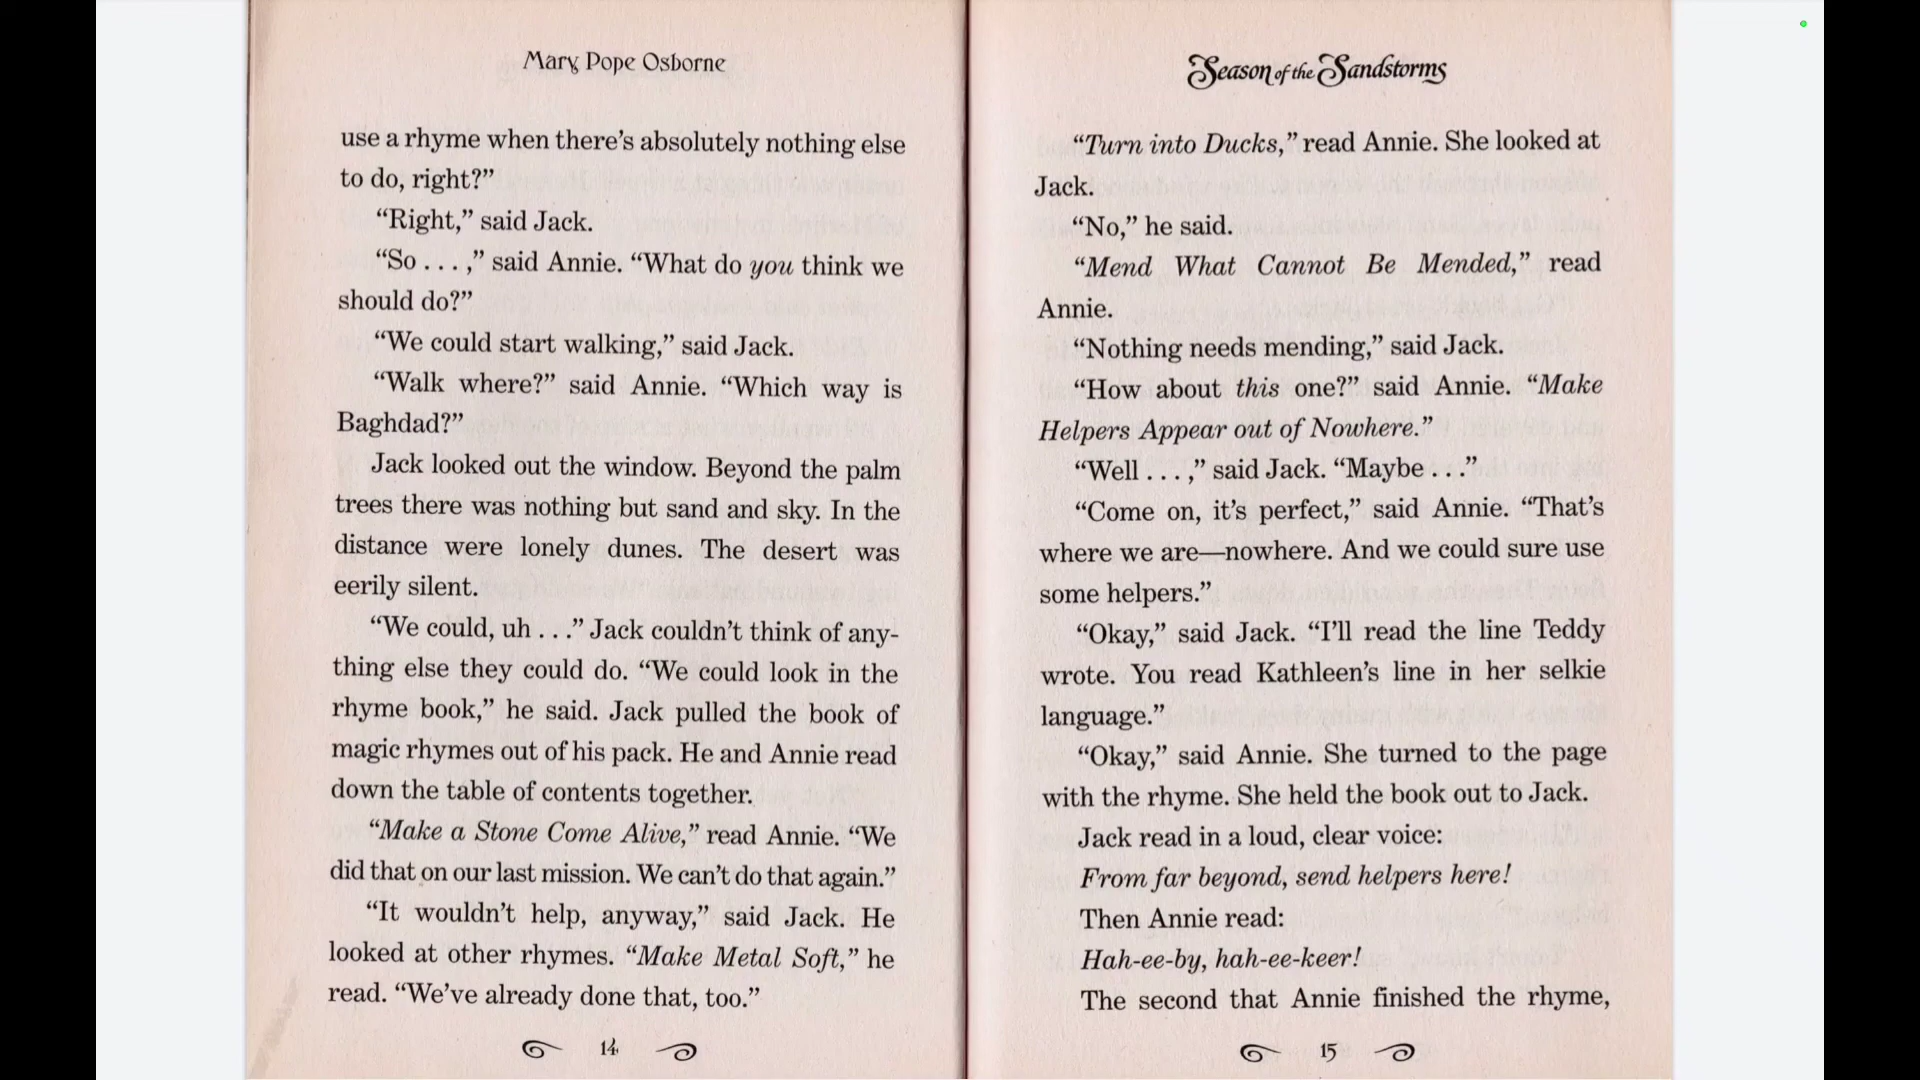 Mary Pope Osborne
use a rhyme when there's absolutely nothing else
to do, right?”
“Right,” said Jack.
“So . . . ,” said Annie. “What do you think we
should do?”
“We could start walking,” said Jack.
“Walk where?” said Annie. “Which way is
Baghdad?”
Jack looked out the window. Beyond the palm
trees there was nothing but sand and sky. In the
distance were lonely dunes. The desert was
eerily silent.
“We could, uh . . .” Jack couldn’t think of any-
thing else they could do. “We could look in the
rhyme book,” he said. Jack pulled the book of
magic rhymes out of his pack. He and Annie read
down the table of contents together.
“Make a Stone Come Alive,” read Annie. “We
did that on our last mission. We can’t do that again.”
“It wouldn’t help, anyway,” said Jack. He
looked at other rhymes. “Make Metal Soft,” he
read. “We’ve already done that, too.”
14
Season of the Sandstorms
“Turn into Ducks,” read Annie. She looked at
Jack.
“No,” he said.
“Mend What Cannot Be Mended,” read
Annie.
“Nothing needs mending,” said Jack.
“How about this one?” said Annie. “Make
Helpers Appear out of Nowhere.”
“Well . . . ,” said Jack. “Maybe . . .”
“Come on, it’s perfect,” said Annie. “That’s
where we are—nowhere. And we could sure use
some helpers.”
“Okay,” said Jack. “I’ll read the line Teddy
wrote. You read Kathleen’s line in her selkie
language.”
“Okay,” said Annie. She turned to the page
with the rhyme. She held the book out to Jack.
Jack read in a loud, clear voice:
From far beyond, send helpers here!
Then Annie read:
Hah-ee-by, hah-ee-keer!
The second that Annie finished the rhyme,
15